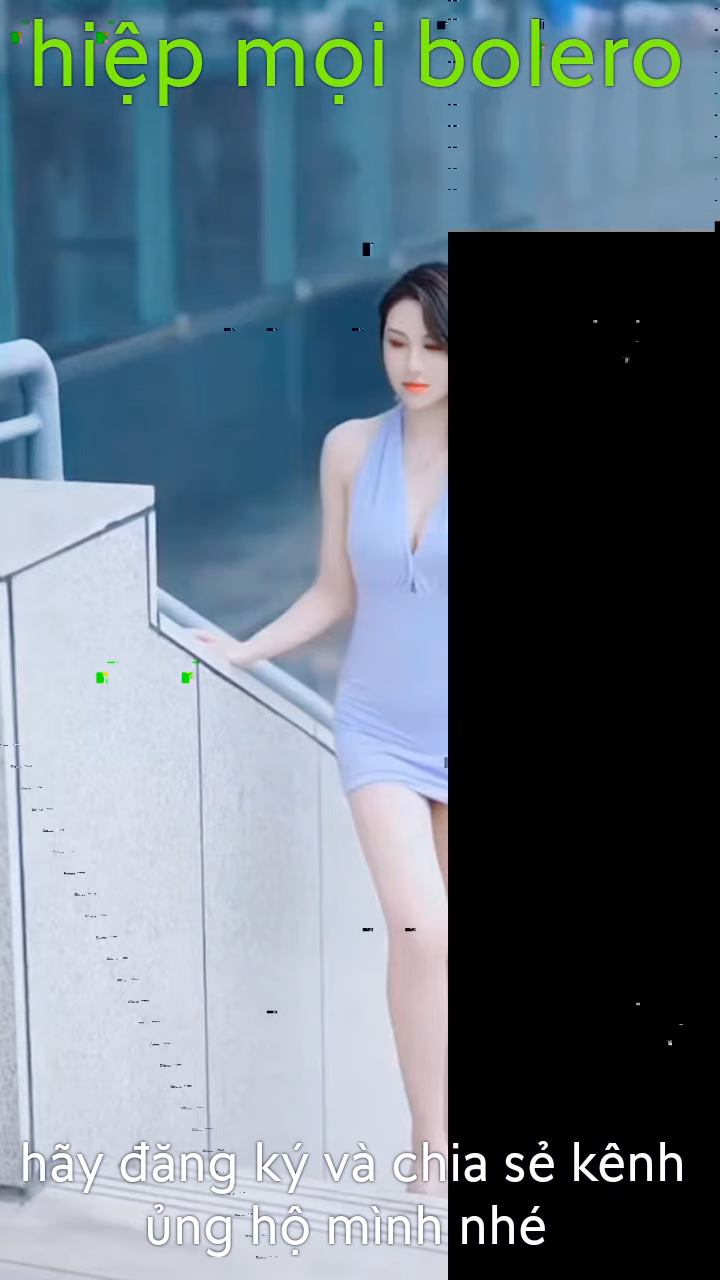 hiệp mọi bolero
hãy đăng ký và chia sẻ kênh
ủng hộ mình nhé